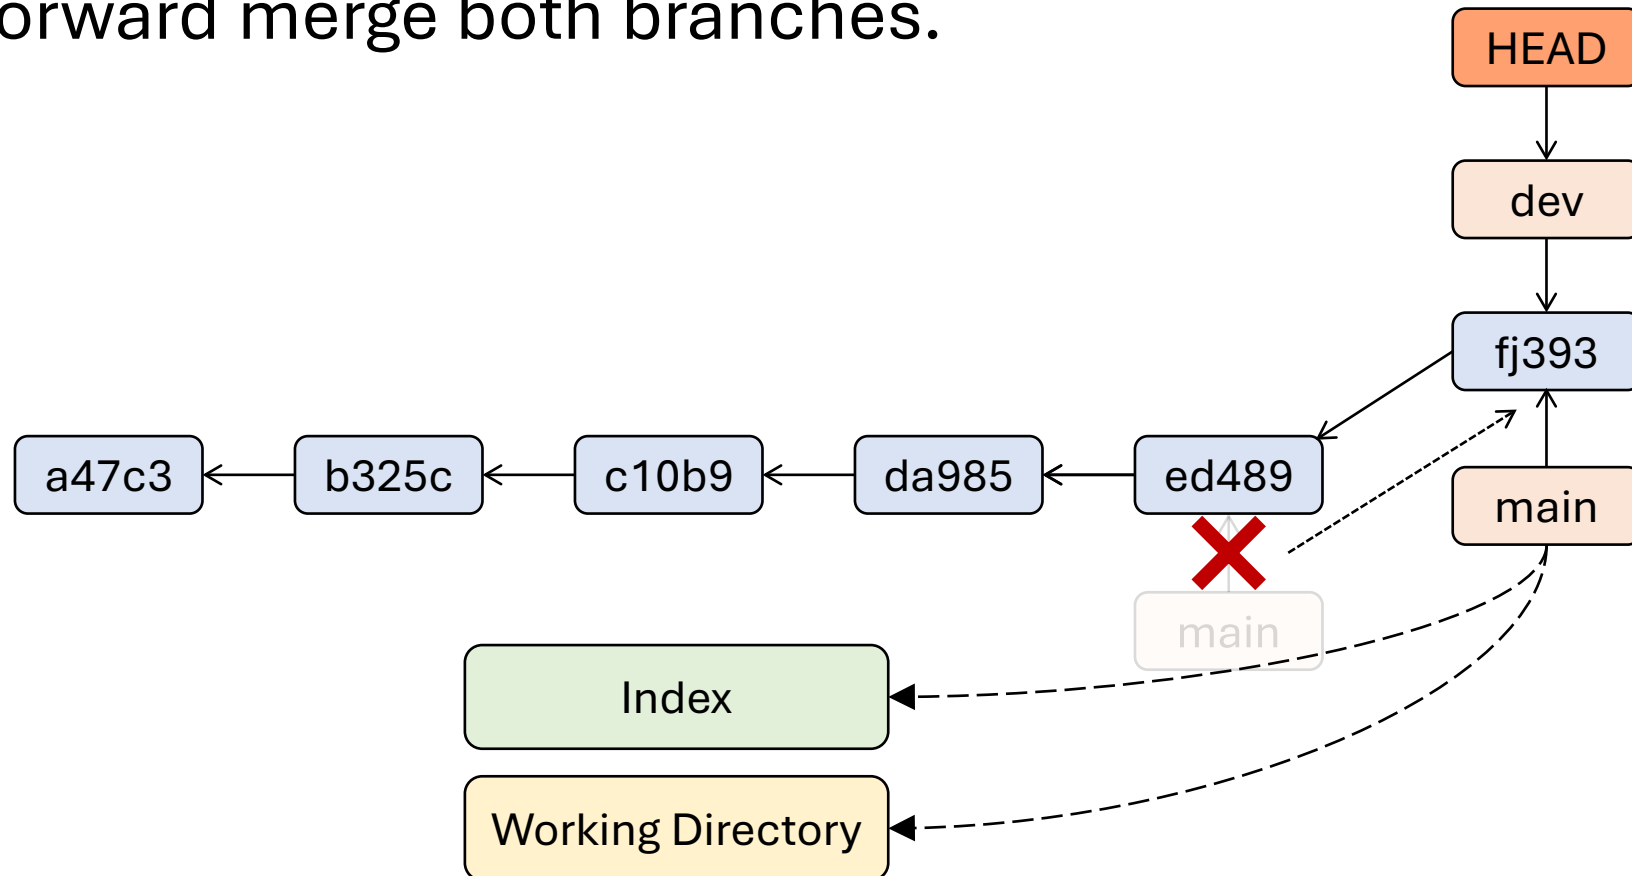 orward merge both branches.
HEAD
dev
fj393
a47c3
b325c
c10b9
da985
ed489
main
main
Index
Working Directory